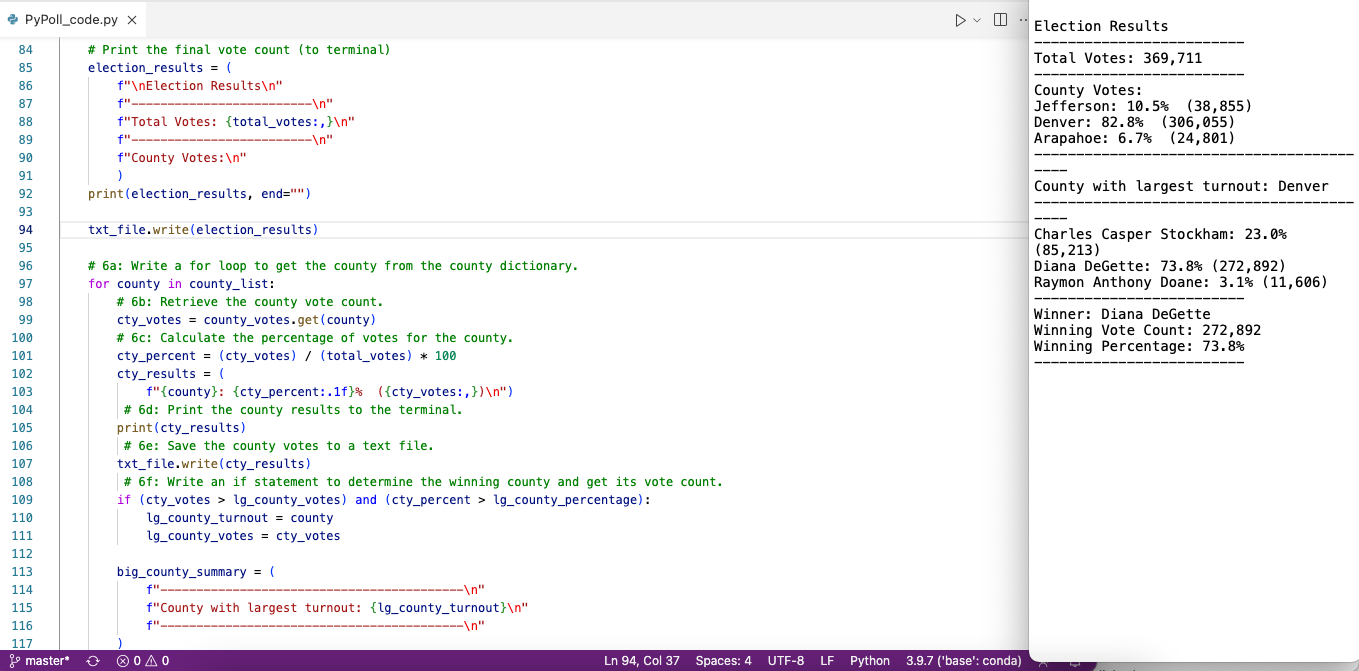 PyPoll_code.py
84 # Print the final vote count (to terminal)
85 election_results = (
86 f"\nElection Results\n"
87 f"-------------------------\n"
88 f"Total Votes: {total_votes:,}\n"
89 f"-------------------------\n"
90 f"County Votes:\n"
91 )
92 print(election_results, end="")
93
94 txt_file.write(election_results)
95
96 # 6a: Write a for loop to get the county from the county dictionary.
97 for county in county_list:
98 # 6b: Retrieve the county vote count.
99 cty_votes = county_votes.get(county)
100 # 6c: Calculate the percentage of votes for the county.
101 cty_percent = (cty_votes) / (total_votes) * 100
102 cty_results = (
103 f"{county}: {cty_percent:.1f}%  ({cty_votes:,})\n")
104 # 6d: Print the county results to the terminal.
105 print(cty_results)
106 # 6e: Save the county votes to a text file.
107 txt_file.write(cty_results)
108 # 6f: Write an if statement to determine the winning county and get its vote count.
109 if (cty_votes > lg_county_votes) and (cty_percent > lg_county_percentage):
110 lg_county_turnout = county
111 lg_county_votes = cty_votes
112
113 big_county_summary = (
114 f"------------------------------------------\n"
115 f"County with largest turnout: {lg_county_turnout}\n"
116 f"------------------------------------------\n"
117 )
master* 0 0 Ln 94, Col 37 Spaces: 4 UTF-8 LF Python 3.9.7 ('base': conda)
Election Results
-------------------------
Total Votes: 369,711
-------------------------
County Votes:
Jefferson: 10.5%  (38,855)
Denver: 82.8%  (306,055)
Arapahoe: 6.7%  (24,801)
--------------------------------------
----
County with largest turnout: Denver
--------------------------------------
----
Charles Casper Stockham: 23.0%
(85,213)
Diana DeGette: 73.8% (272,892)
Raymon Anthony Doane: 3.1% (11,606)
-------------------------
Winner: Diana DeGette
Winning Vote Count: 272,892
Winning Percentage: 73.8%
-------------------------